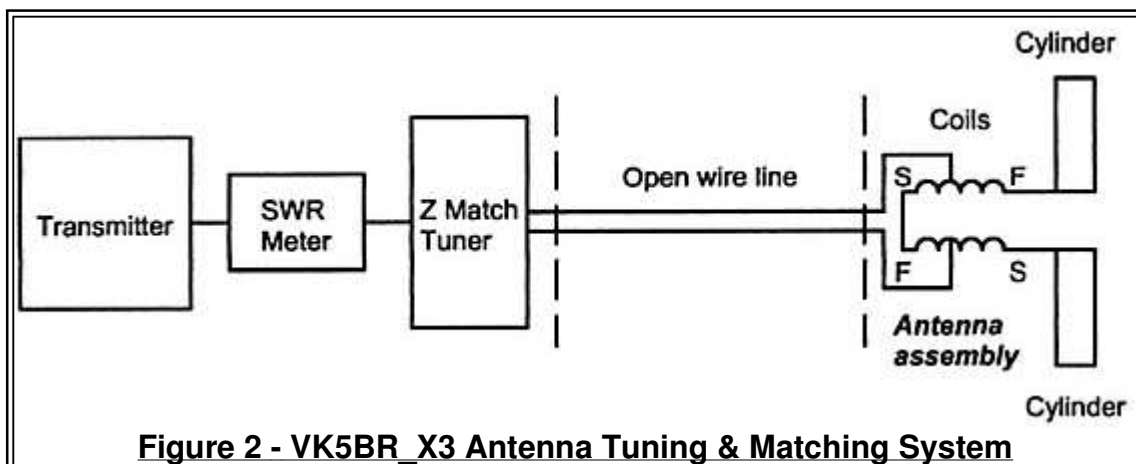 Cylinder
Coils
Open wire line
S
F
Transmitter
SWR
Meter
Z Match
Tuner
F
S
Antenna
assembly
Cylinder
Figure 2 - VK5BR_X3 Antenna Tuning & Matching System